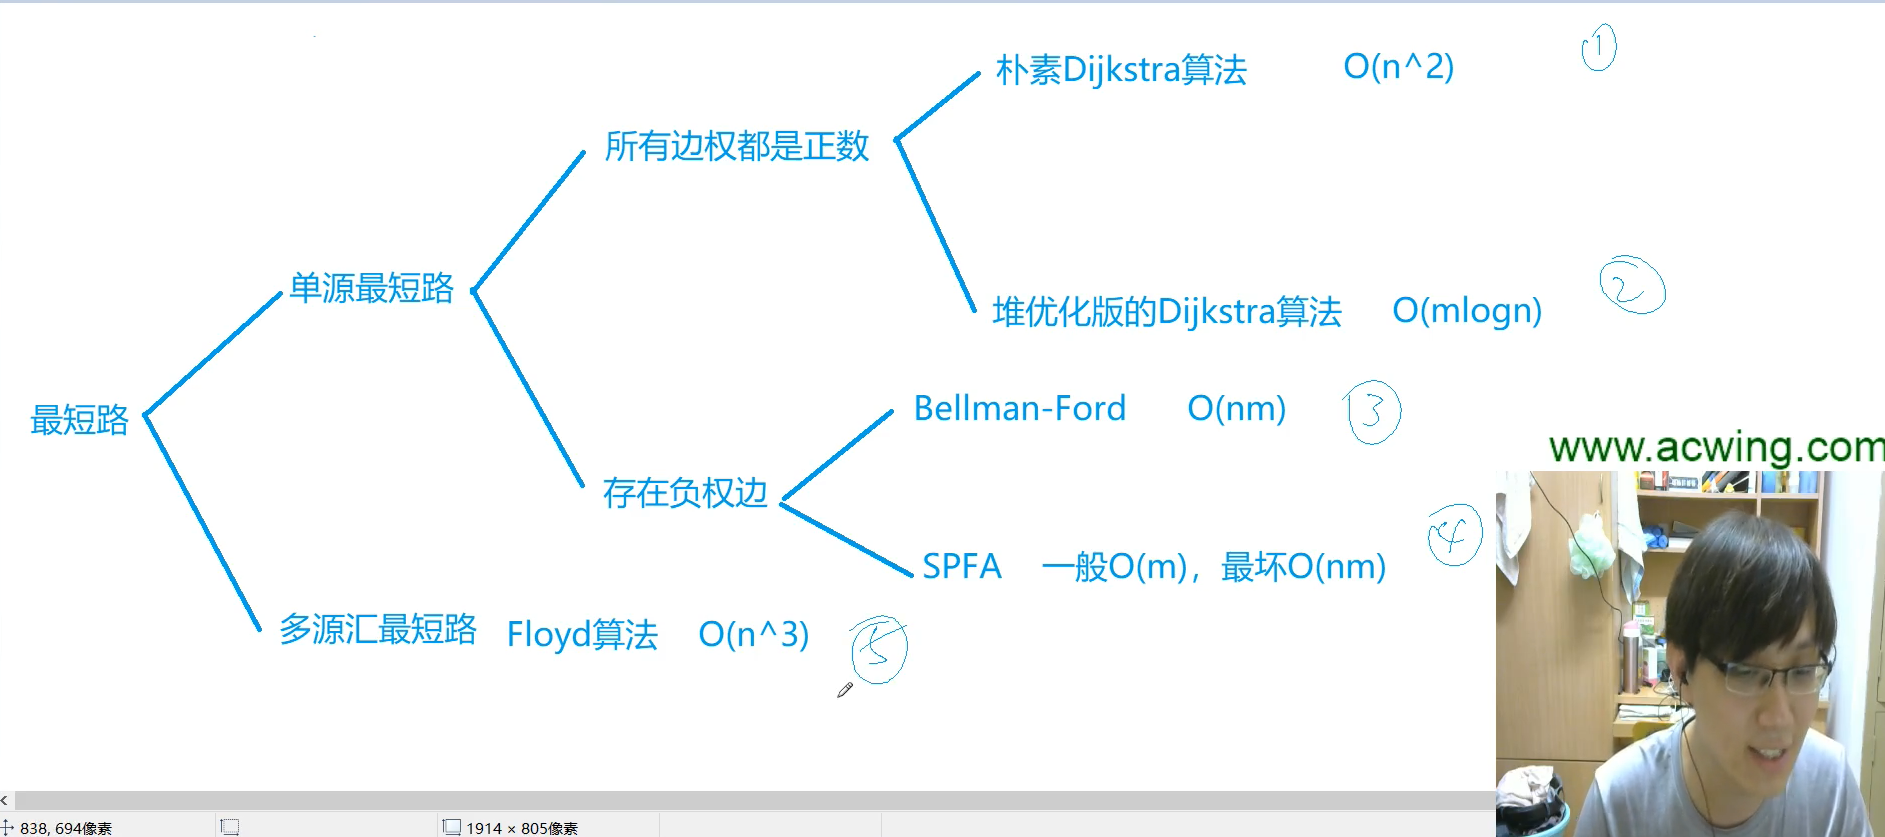 朴素Dijkstra算法 O(n^2) ①
所有边权都是正数
单源最短路
堆优化版的Dijkstra算法 O(mlogn) ②
最短路
Bellman-Ford O(nm) ③
www.acwing.com
存在负权边
SPFA 一般O(m)，最坏O(nm) ④
多源汇最短路 Floyd算法 O(n^3) ⑤
838, 694像素 1914 × 805像素